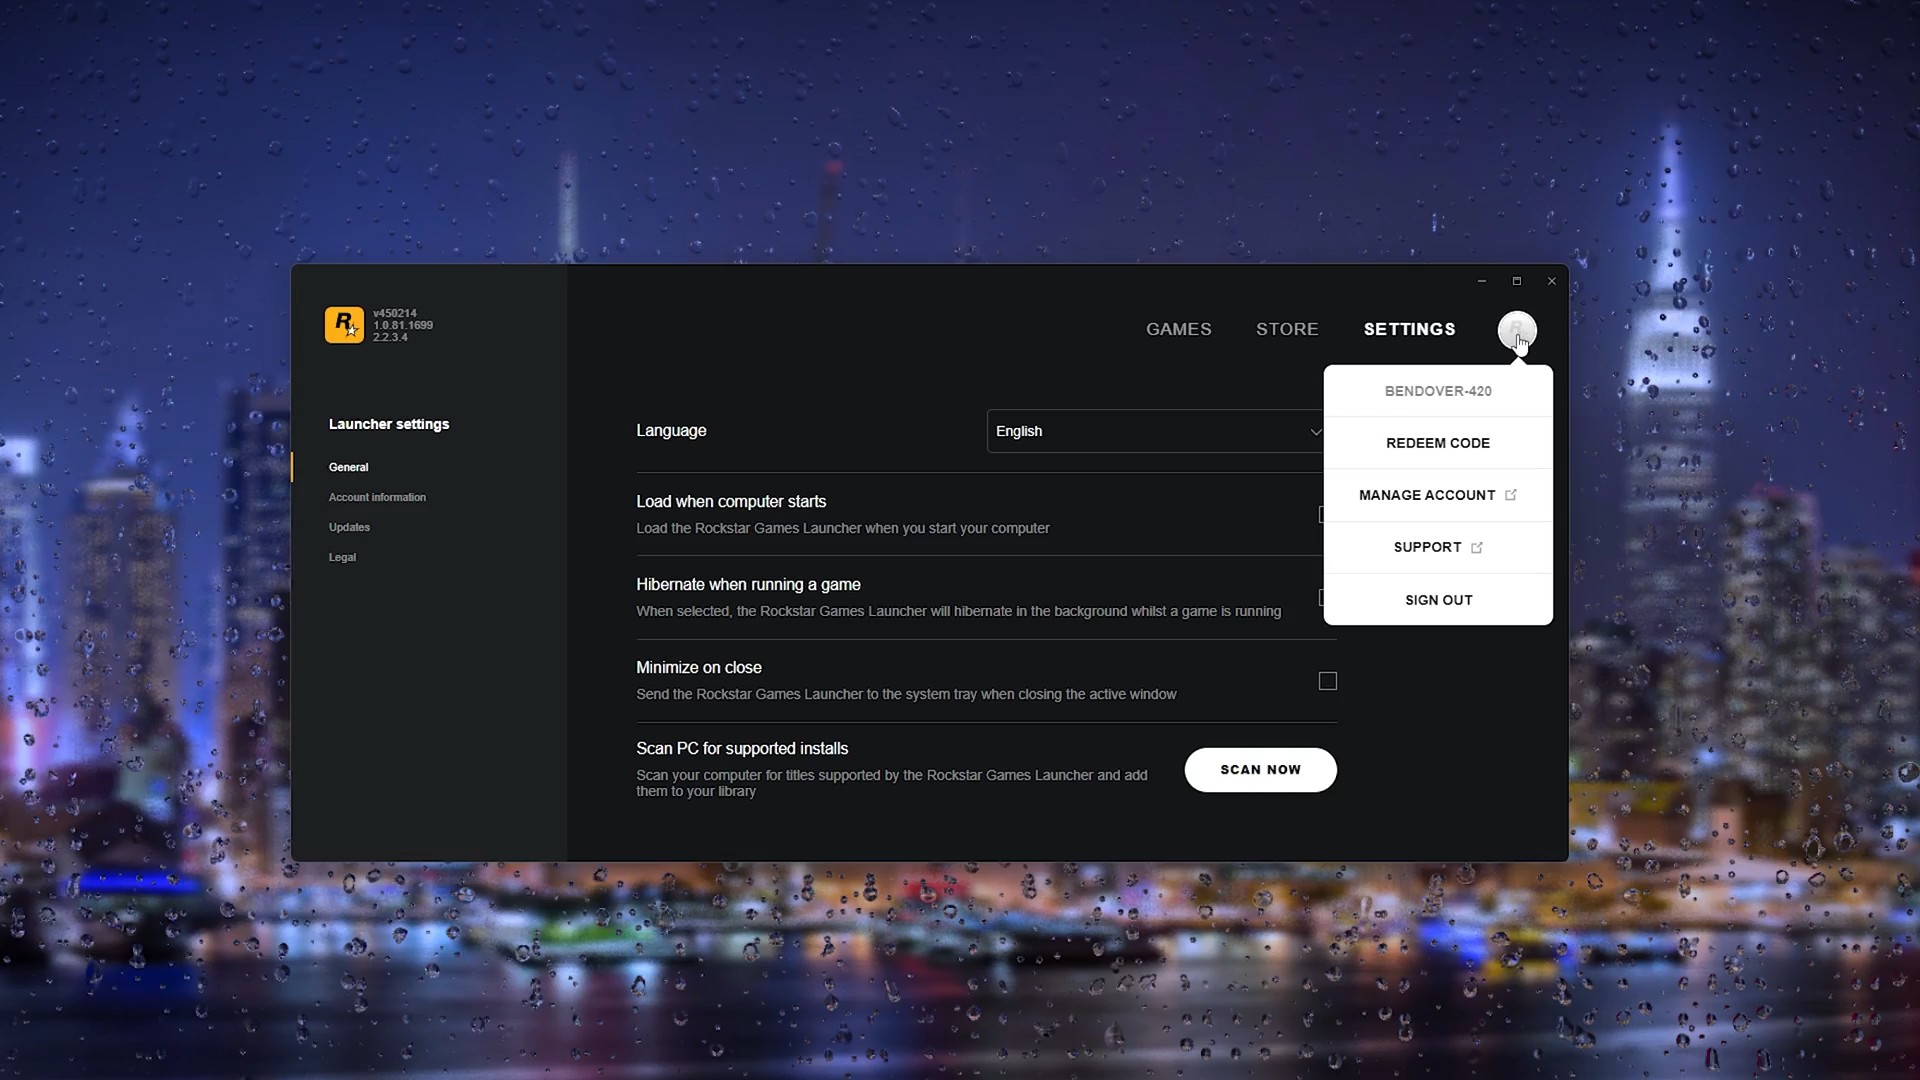 v450214
1.0.81.1699
2.2.3.4
GAMES
STORE
SETTINGS
BENDOVER-420
REDEEM CODE
MANAGE ACCOUNT
SUPPORT
SIGN OUT
Launcher settings
General
Account information
Updates
Legal
Language
English
Load when computer starts
Load the Rockstar Games Launcher when you start your computer
Hibernate when running a game
When selected, the Rockstar Games Launcher will hibernate in the background whilst a game is running
Minimize on close
Send the Rockstar Games Launcher to the system tray when closing the active window
Scan PC for supported installs
Scan your computer for titles supported by the Rockstar Games Launcher and add
them to your library
SCAN NOW